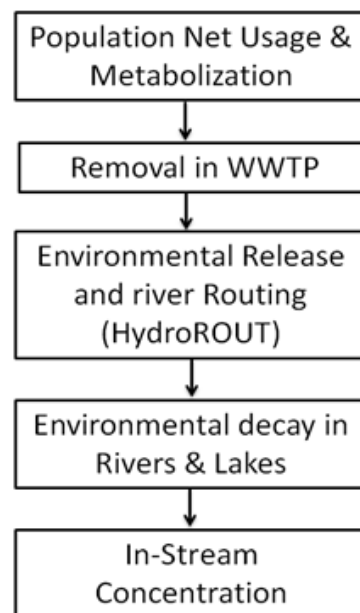 Population Net Usage &
Metabolization
Removal in WWTP
Environmental Release
and river Routing
(HydroROUT)
Environmental decay in
Rivers & Lakes
In-Stream
Concentration